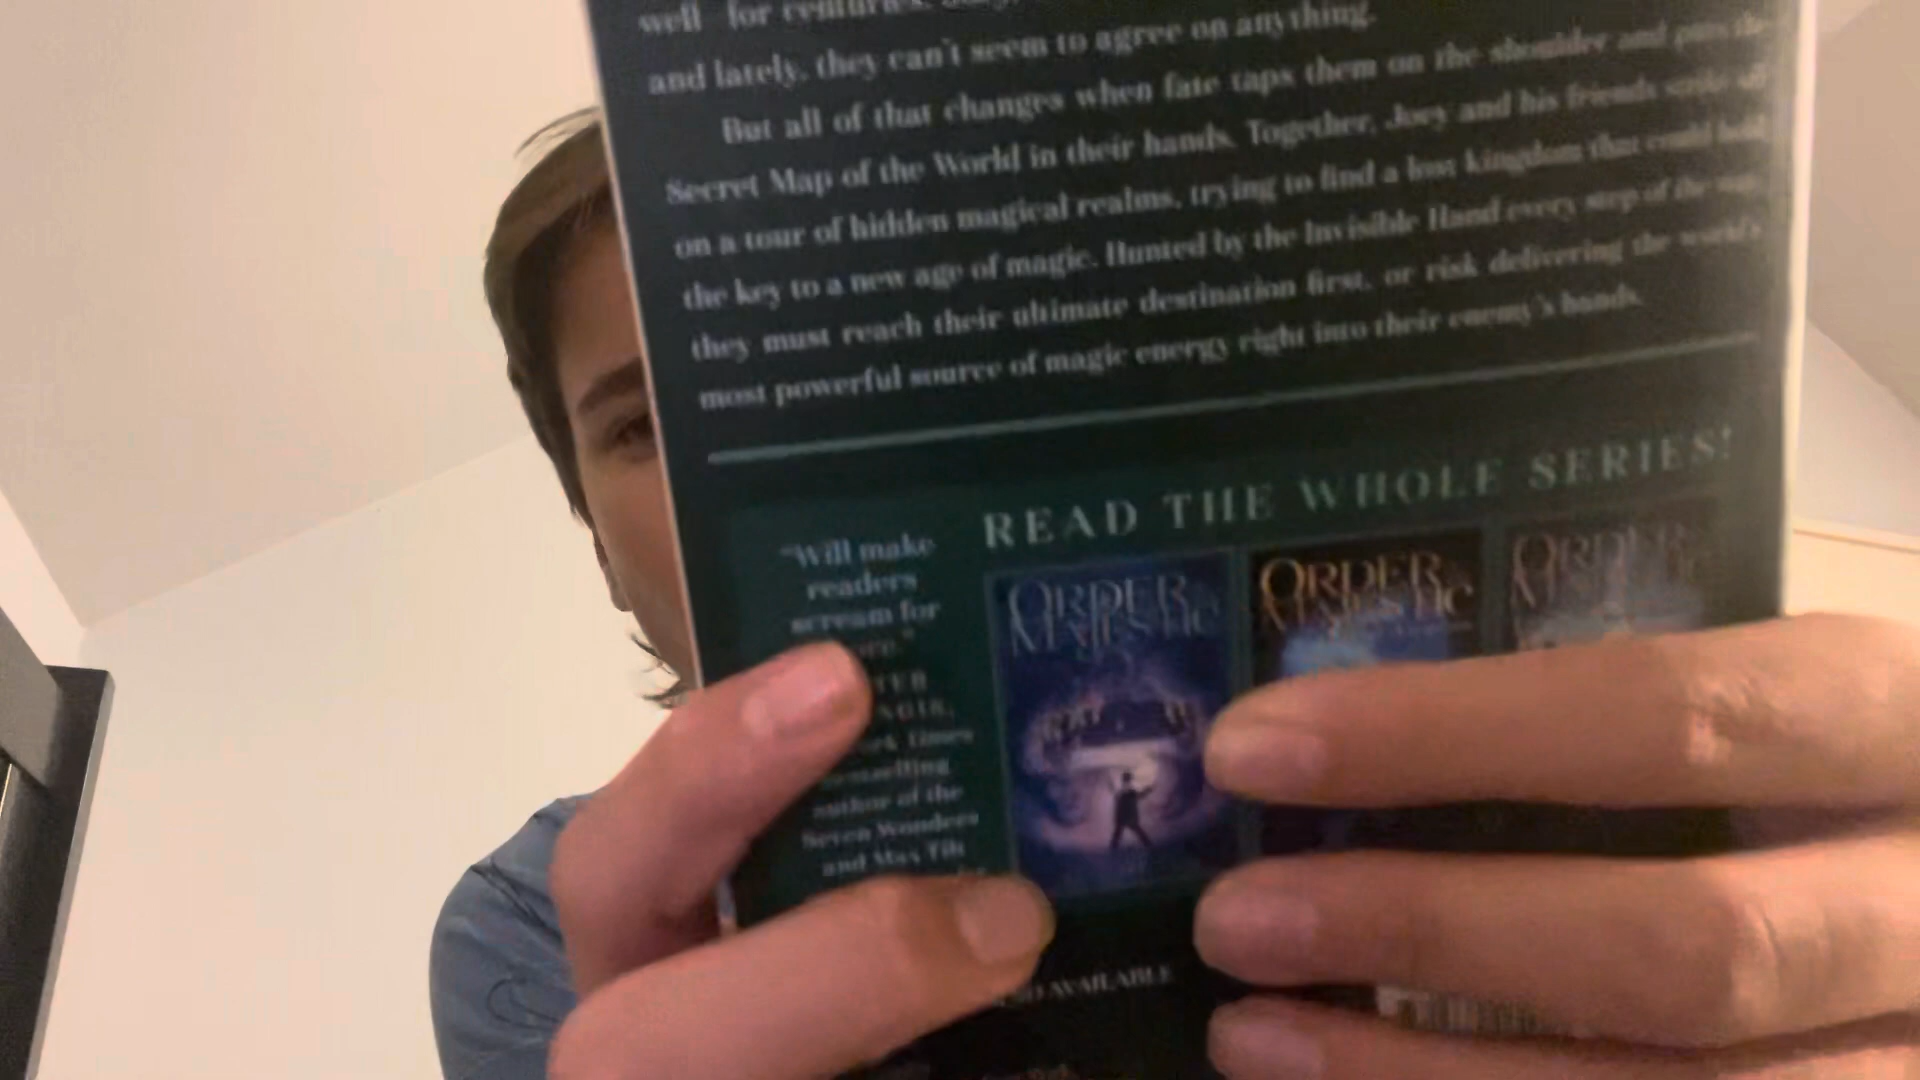 well for centuries.
and lately, they can't seem to agree on anything.
But all of that changes when fate taps them on the shoulder and puts the
Secret Map of the World in their hands. Together, Joey and his friends
on a tour of hidden magical realms, trying to find a lost kingdom that could hold
the key to a new age of magic. Hunted by the Invisible Hand every step of the way,
they must reach their ultimate destination first, or risk delivering the world's
most powerful source of magic energy right into their enemy's hands.
READ THE WHOLE SERIES!
"Will make
readers
scream for
Times
author of the
Seven Wonders
and Max Tilt
ORDER
MAJESTIC
ORDER
MAJESTIC
ORDER
AVAILABLE